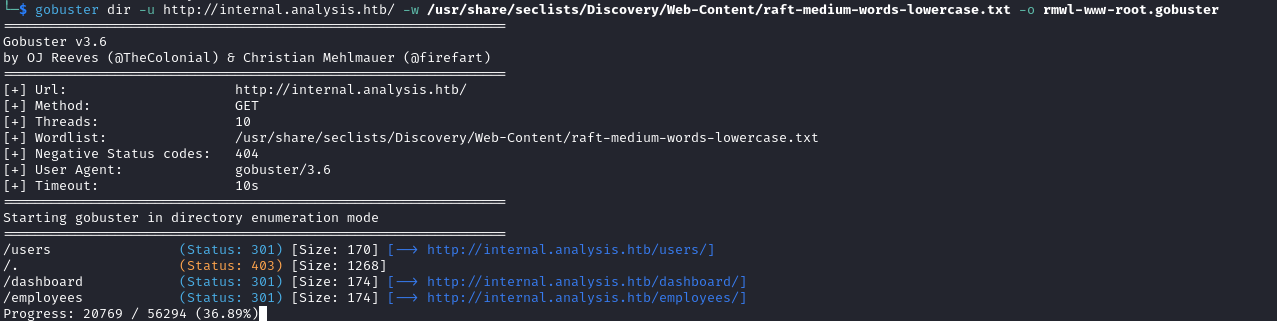 └─$ gobuster dir -u http://internal.analysis.htb/ -w /usr/share/seclists/Discovery/Web-Content/raft-medium-words-lowercase.txt -o rmwl-www-root.gobuster
===============================================================
Gobuster v3.6
by OJ Reeves (@TheColonial) & Christian Mehlmauer (@firefart)
===============================================================
[+] Url:                     http://internal.analysis.htb/
[+] Method:                  GET
[+] Threads:                 10
[+] Wordlist:                /usr/share/seclists/Discovery/Web-Content/raft-medium-words-lowercase.txt
[+] Negative Status codes:   404
[+] User Agent:              gobuster/3.6
[+] Timeout:                 10s
===============================================================
Starting gobuster in directory enumeration mode
===============================================================
/users                (Status: 301) [Size: 170] [--> http://internal.analysis.htb/users/]
/.                    (Status: 403) [Size: 1268]
/dashboard            (Status: 301) [Size: 174] [--> http://internal.analysis.htb/dashboard/]
/employees            (Status: 301) [Size: 174] [--> http://internal.analysis.htb/employees/]
Progress: 20769 / 56294 (36.89%)